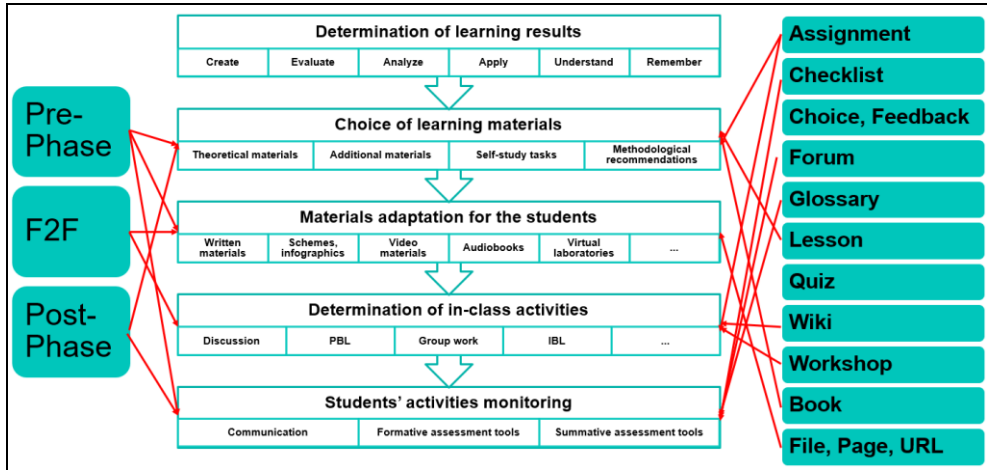 Determination of learning results
Create
Evaluate
Analyze
Apply
Understand
Remember
Choice of learning materials
Theoretical materials
Additional materials
Self-study tasks
Methodological
recommendations
Materials adaptation for the students
Written
materials
Schemes,
infographics
Video
materials
Audiobooks
Virtual
laboratories
...
Determination of in-class activities
Discussion
PBL
Group work
IBL
...
Students' activities monitoring
Communication
Formative assessment tools
Summative assessment tools
Pre-
Phase
F2F
Post-
Phase
Assignment
Checklist
Choice, Feedback
Forum
Glossary
Lesson
Quiz
Wiki
Workshop
Book
File, Page, URL